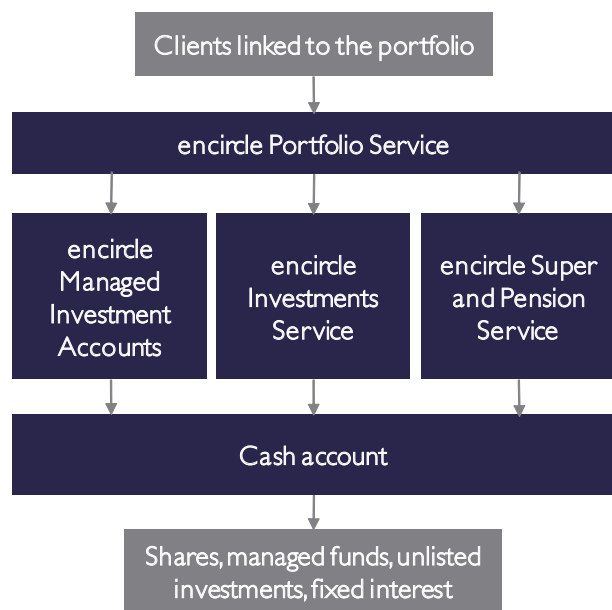 Clients linked to the portfolio
encircle Portfolio Service
encircle
Managed
Investment
Accounts
encircle
Investments
Service
encircle Super
and Pension
Service
Cash account
Shares, managed funds, unlisted
investments, fixed interest